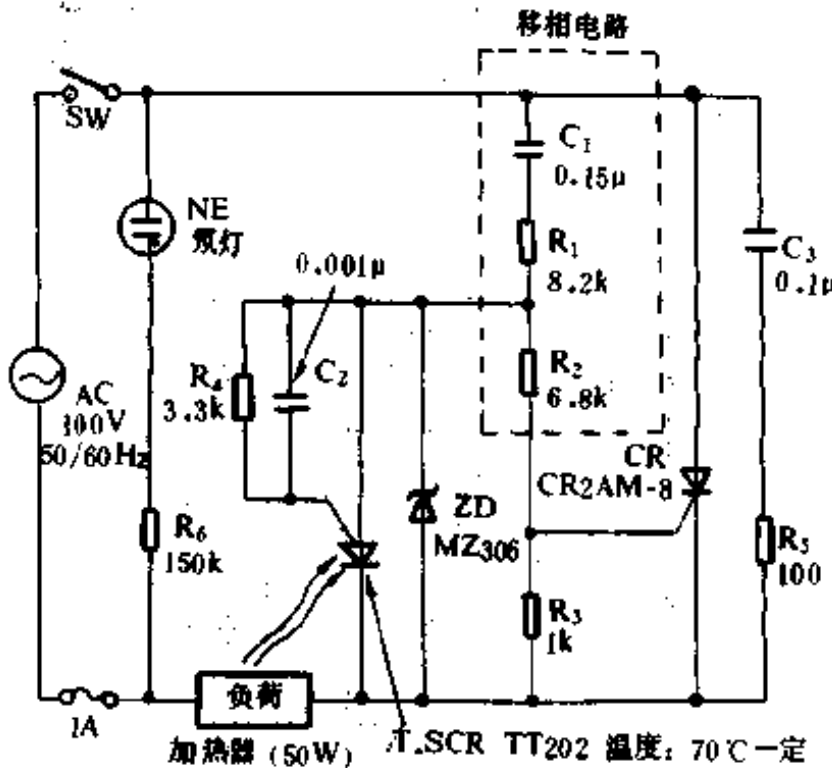 移相电路
SW
C1
0.15μ
NE
氖灯
R1
8.2k
C3
0.1μ
0.001μ
R4
3.3k
C2
R2
6.8k
AC
100V
50/60Hz
CR
CR2AM-8
ZD
MZ306
R6
150k
R5
100
R3
1k
负荷
1A
加热器 (50W)
T.SCR TT202 温度: 70℃一定